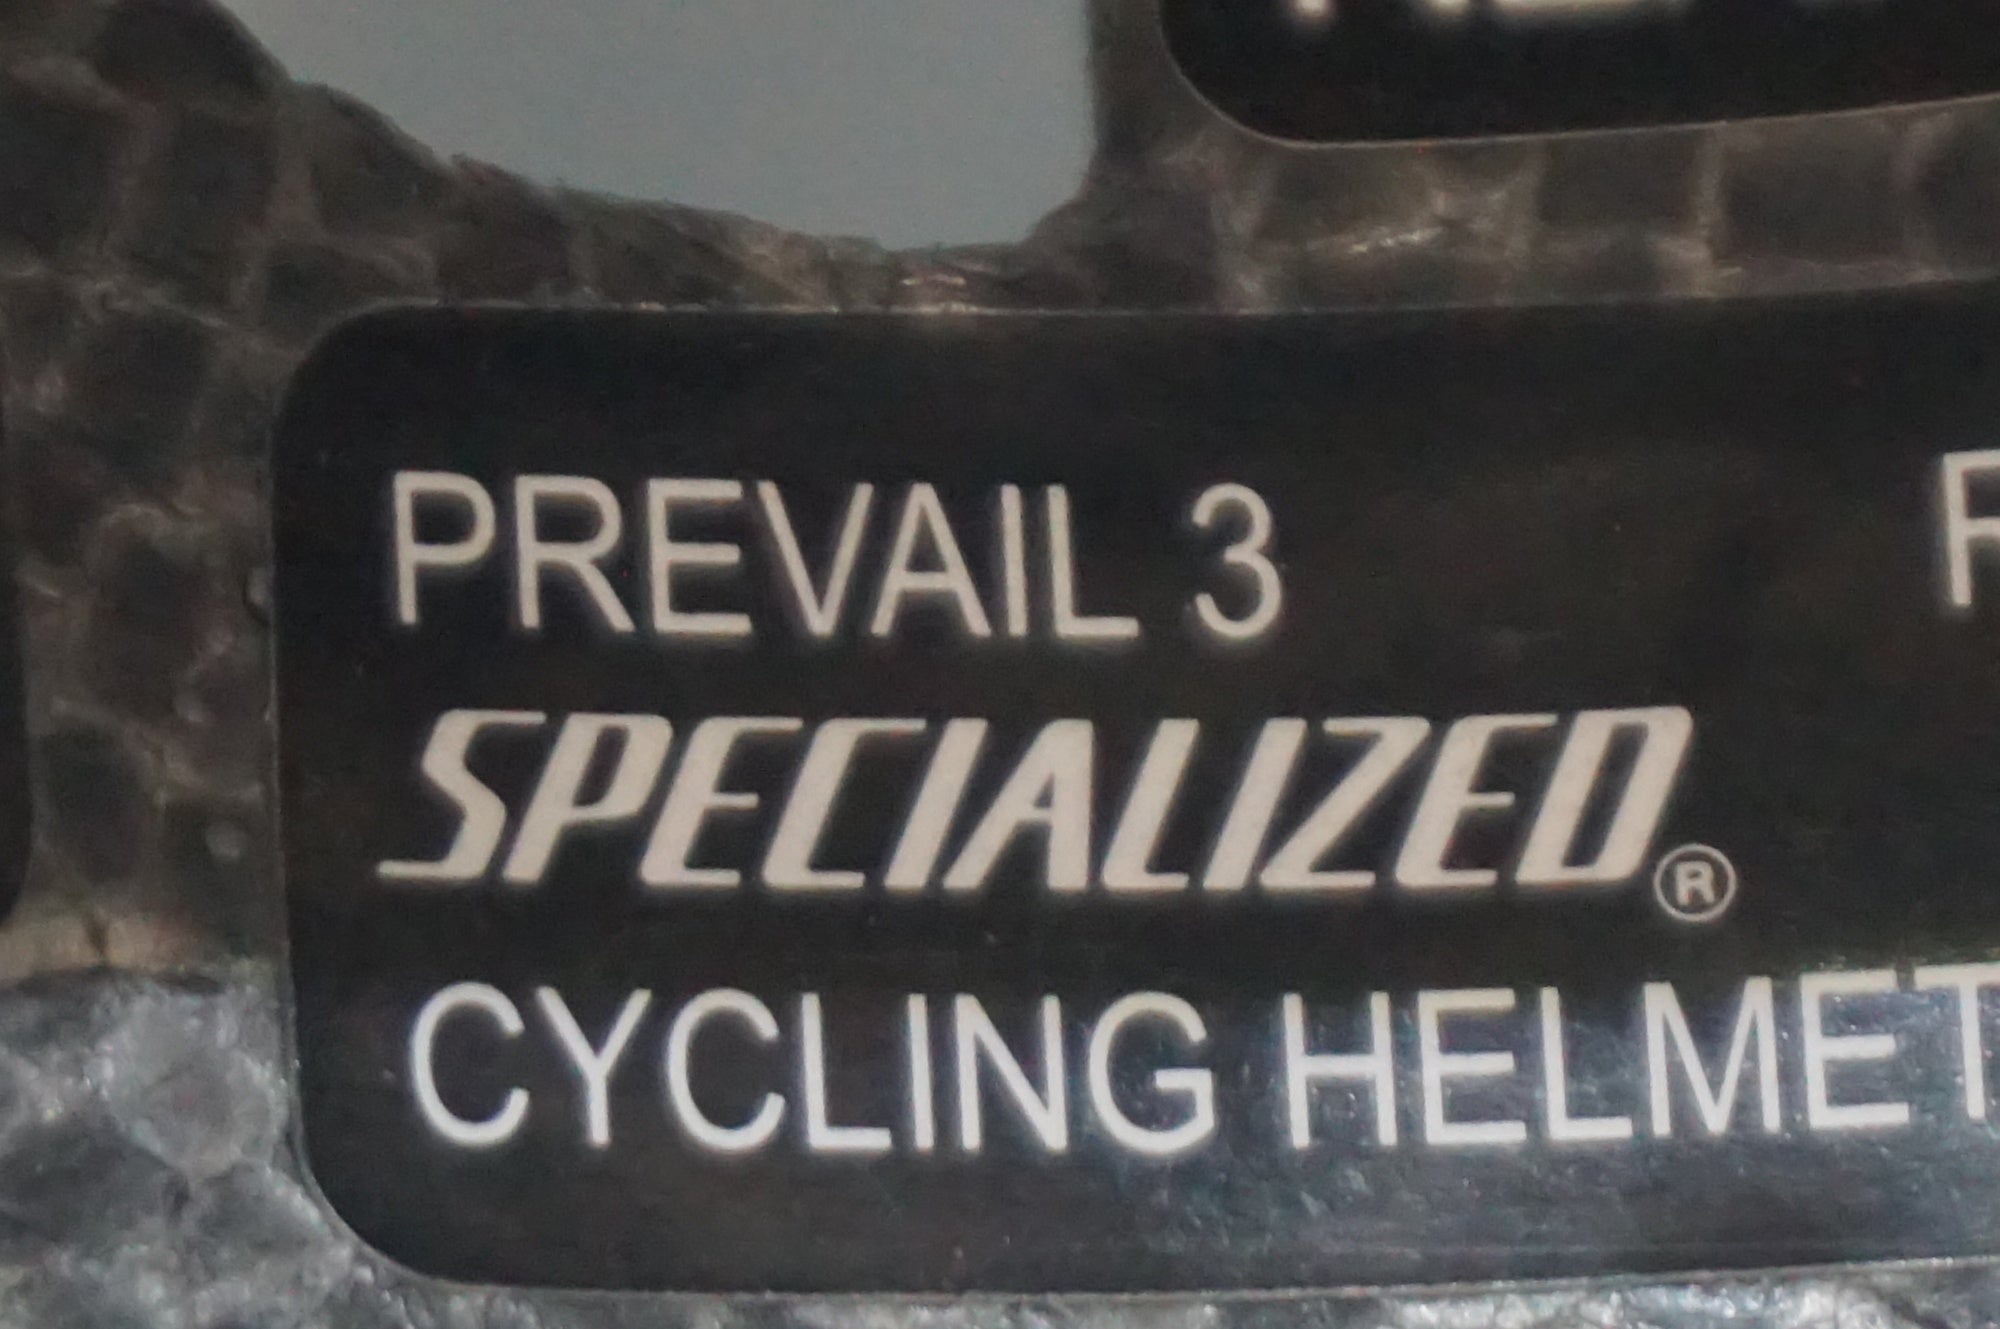 PREVAIL 3
SPECIALIZED®
CYCLING HELMET